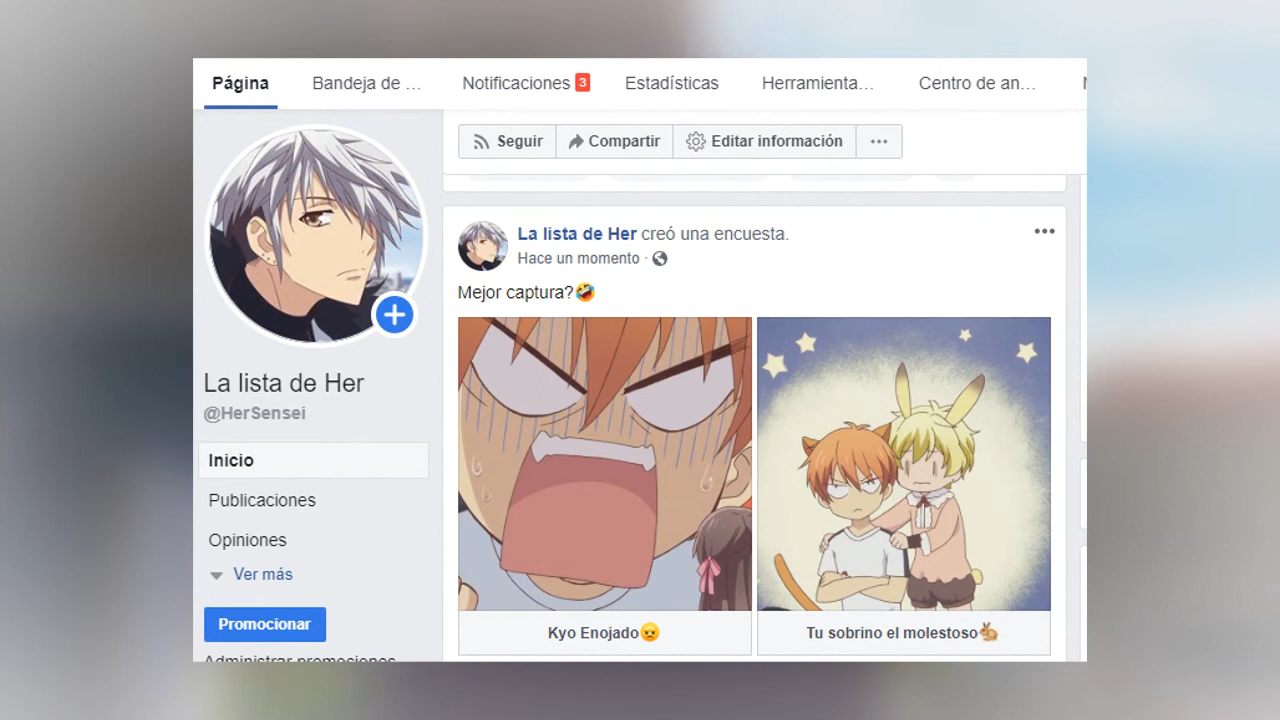 Página Bandeja de ... Notificaciones 3 Estadísticas Herramienta... Centro de an...
Seguir Compartir Editar información ...
La lista de Her creó una encuesta.
Hace un momento ·
Mejor captura?🤣
La lista de Her
@HerSensei
Inicio
Publicaciones
Opiniones
Ver más
Promocionar
Administrar promociones
Kyo Enojado😠
Tu sobrino el molestoso🐇